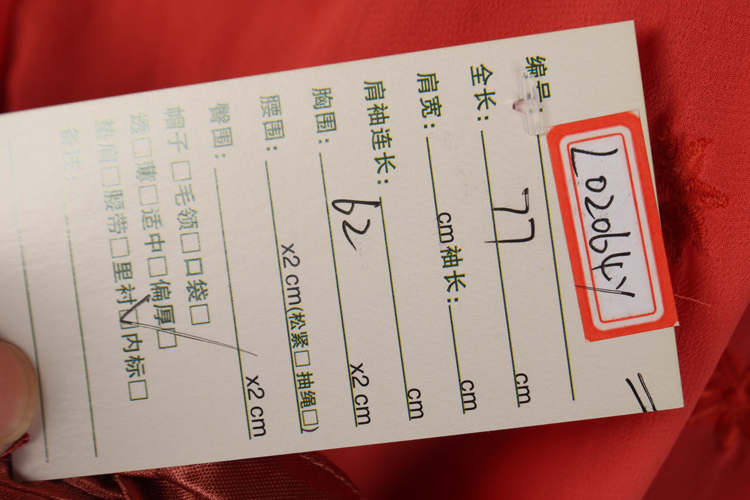 编号: L02064Y
全长: 77 cm
肩宽: cm 袖长: cm
肩袖连长: cm
胸围: 62 x2 cm
腰围: x2 cm(松紧□ 抽绳□)
臀围: x2 cm
帽子□ 毛领□ 口袋□
透□ 薄□ 适中□ 偏厚□
垫肩□ 腰带□ 里衬☑ 内标□
备注: